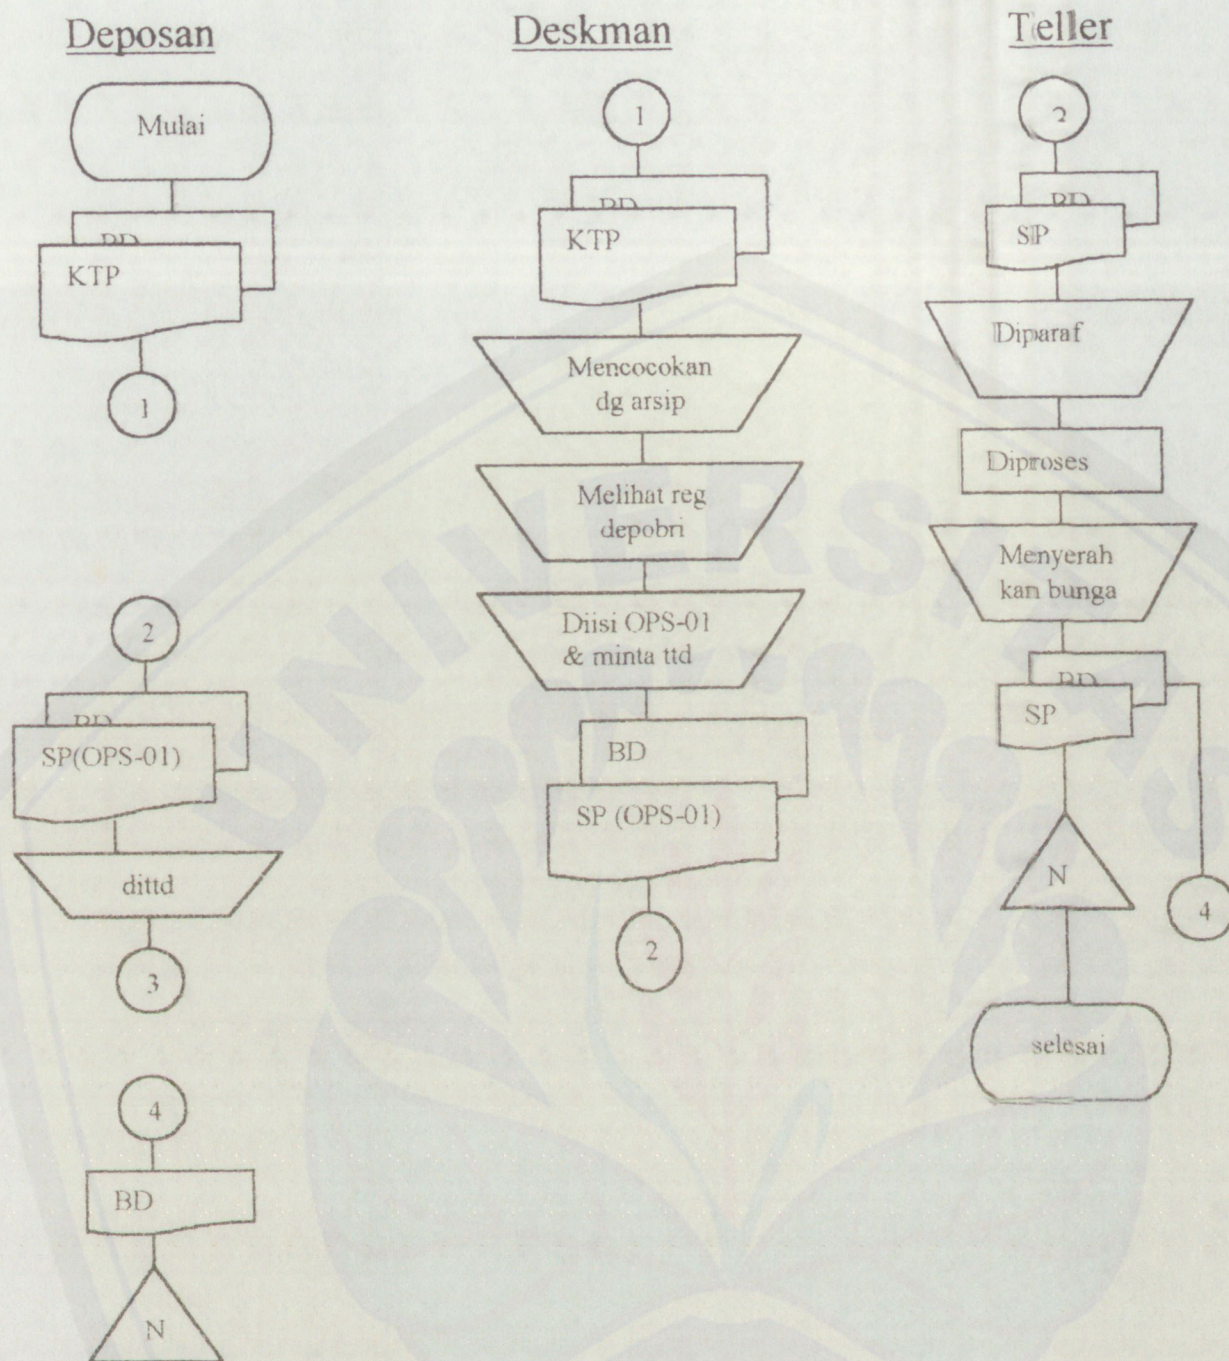 Deposan
Mulai
BD
KTP
1
2
BD
SP(OPS-01)
dittd
3
4
BD
N
Deskman
1
BD
KTP
Mencocokan
dg arsip
Melihat reg
depobri
Diisi OPS-01
& minta ttd
BD
SP (OPS-01)
2
Teller
2
BD
SP
Diparaf
Diproses
Menyerah
kan bunga
BD
SP
N
4
selesai
UNIVERSITAS